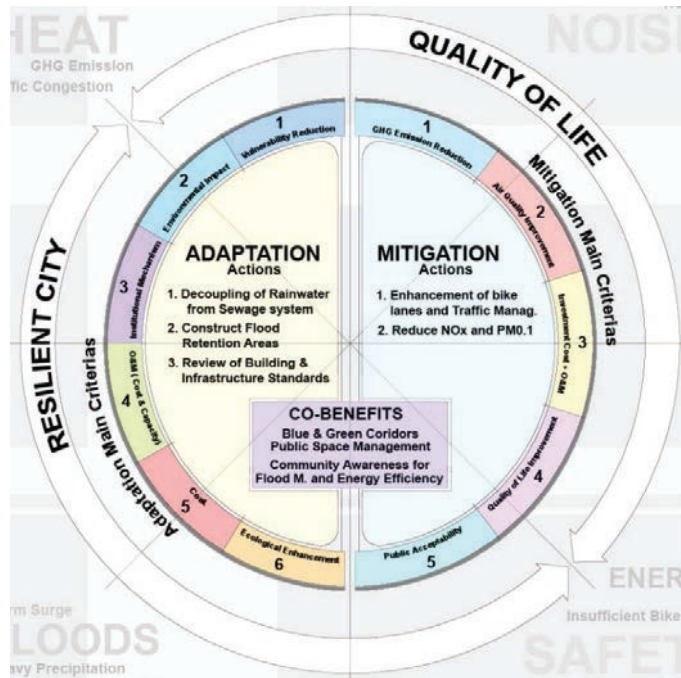 HEAT
GHG Emission
fic Congestion
NOIS
QUALITY OF LIFE
RESILIENT CITY
Adaptation Main Criterias
Mitigation Main Criterias
1
Vulnerability Reduction
2
Environmental Impact
3
Institutional Mechanism
4
O&M ( Cost & Capacity)
5
Cost
6
Ecological Enhancement
1
GHG Emission Reduction
2
Air Quality Improvement
3
Investment Cost + O&M
4
Quality of Life Improvement
5
Public Acceptability
ADAPTATION
Actions
1. Decoupling of Rainwater
from Sewage system
2. Construct Flood
Retention Areas
3. Review of Building &
Infrastructure Standards
MITIGATION
Actions
1. Enhancement of bike
lanes and Traffic Manag.
2. Reduce NOx and PM0.1
CO-BENEFITS
Blue & Green Coridors
Public Space Management
Community Awareness for
Flood M. and Energy Efficiency
rm Surge
LOODS
avy Precipitation
ENER
Insufficient Bike
SAFET